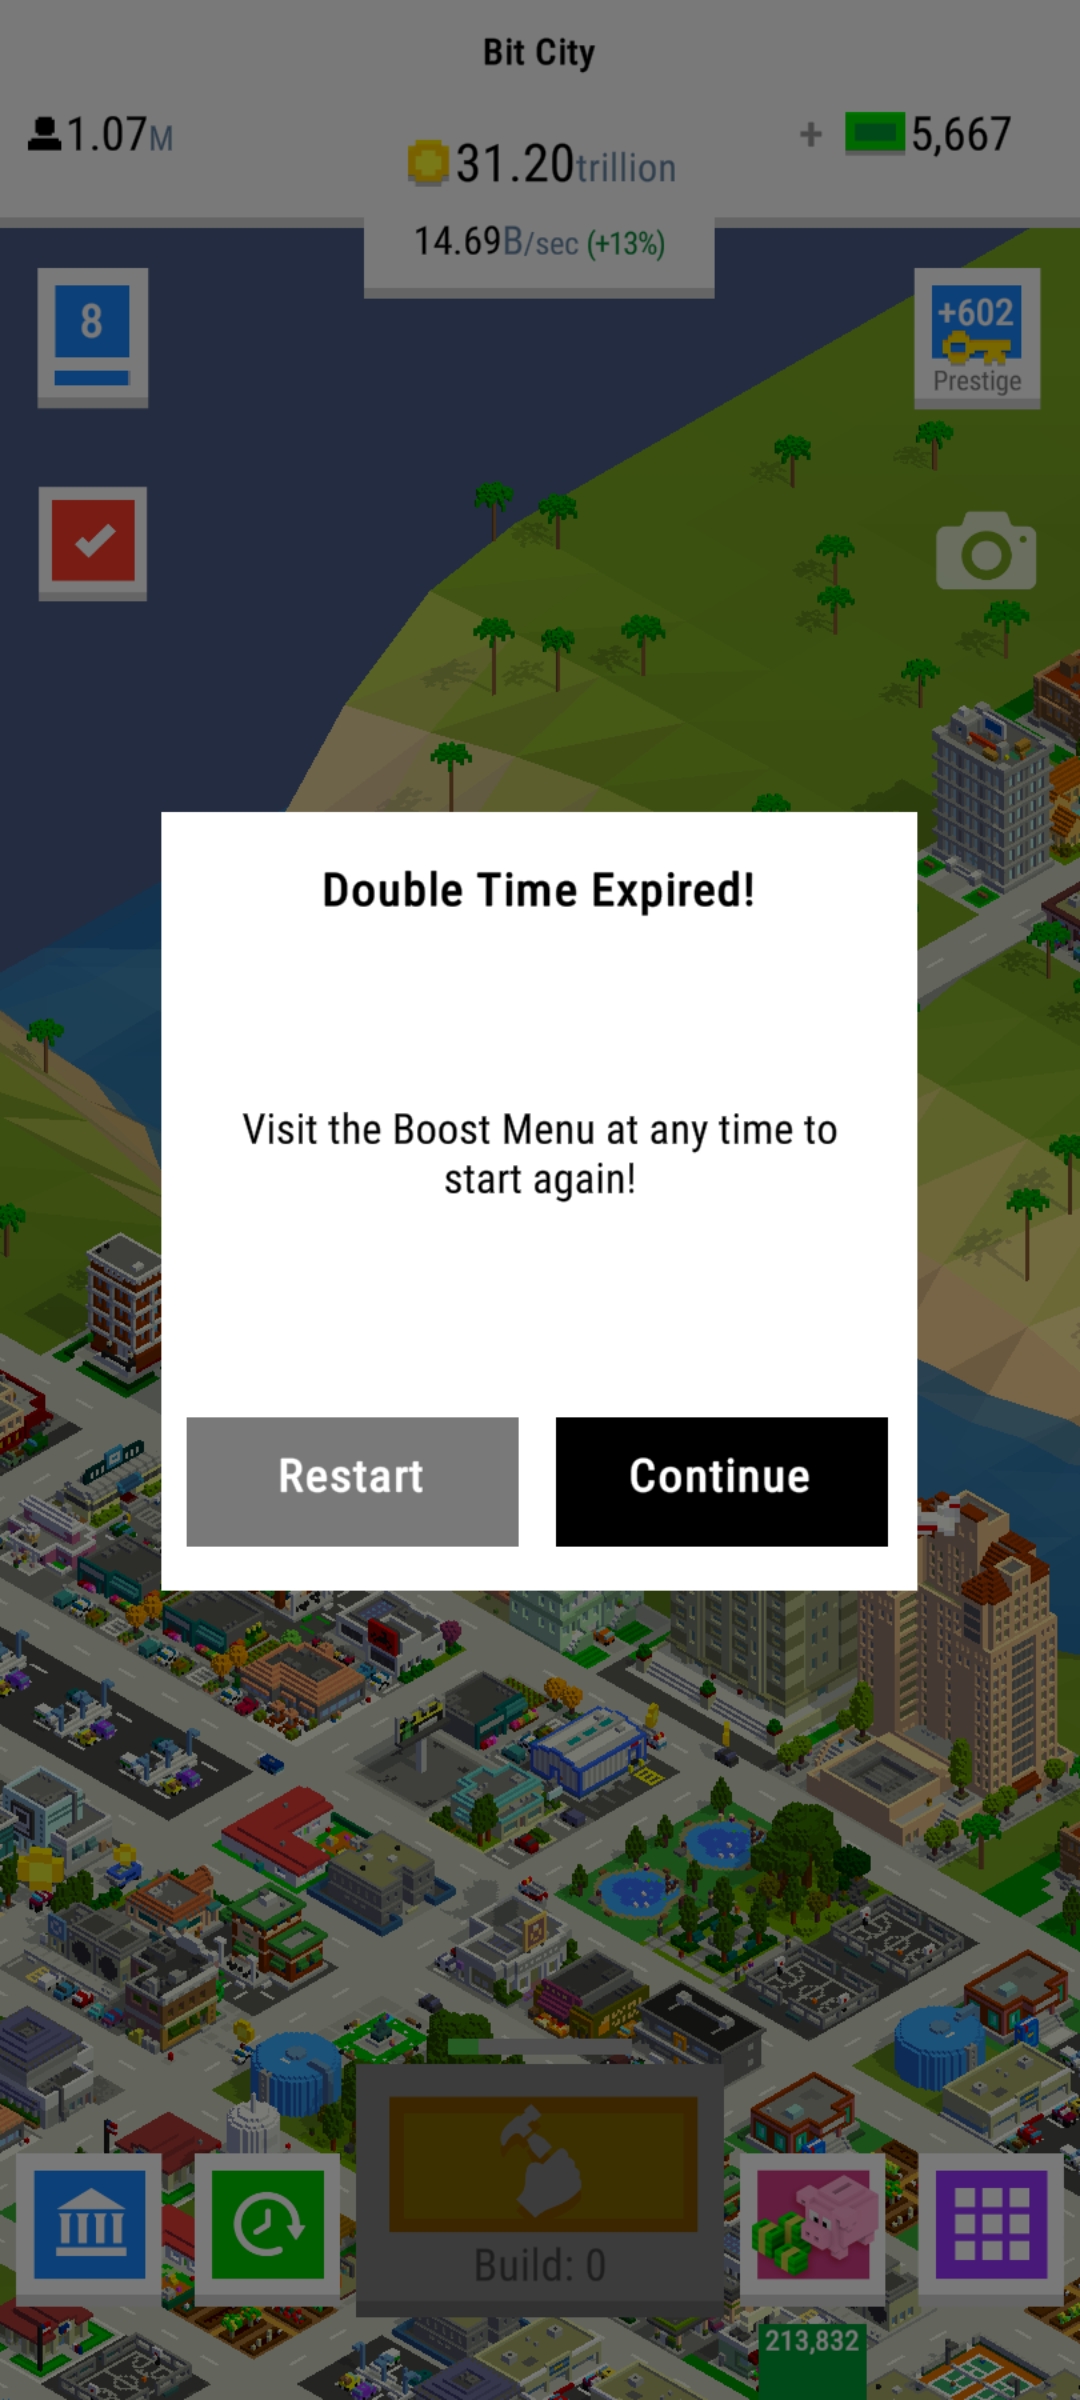 Bit City
1.07M
31.20trillion
+ 5,667
14.69B/sec (+13%)
8
+602
Prestige
Double Time Expired!
Visit the Boost Menu at any time to
start again!
Restart
Continue
Build: 0
213,832